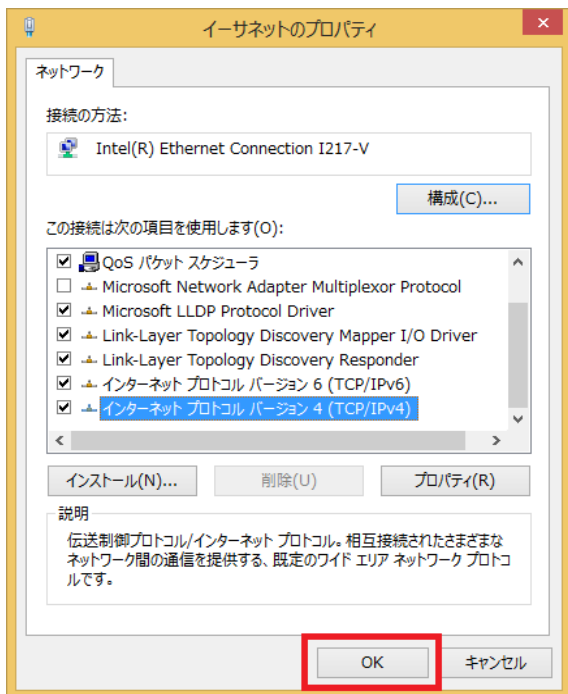 イーサネットのプロパティ
ネットワーク
接続の方法:
Intel(R) Ethernet Connection I217-V
構成(C)...
この接続は次の項目を使用します(O):
QoS パケット スケジューラ
Microsoft Network Adapter Multiplexor Protocol
Microsoft LLDP Protocol Driver
Link-Layer Topology Discovery Mapper I/O Driver
Link-Layer Topology Discovery Responder
インターネット プロトコル バージョン 6 (TCP/IPv6)
インターネット プロトコル バージョン 4 (TCP/IPv4)
インストール(N)...
削除(U)
プロパティ(R)
説明
伝送制御プロトコル/インターネット プロトコル。相互接続されたさまざまな
ネットワーク間の通信を提供する、既定のワイド エリア ネットワーク プロトコ
ルです。
OK
キャンセル